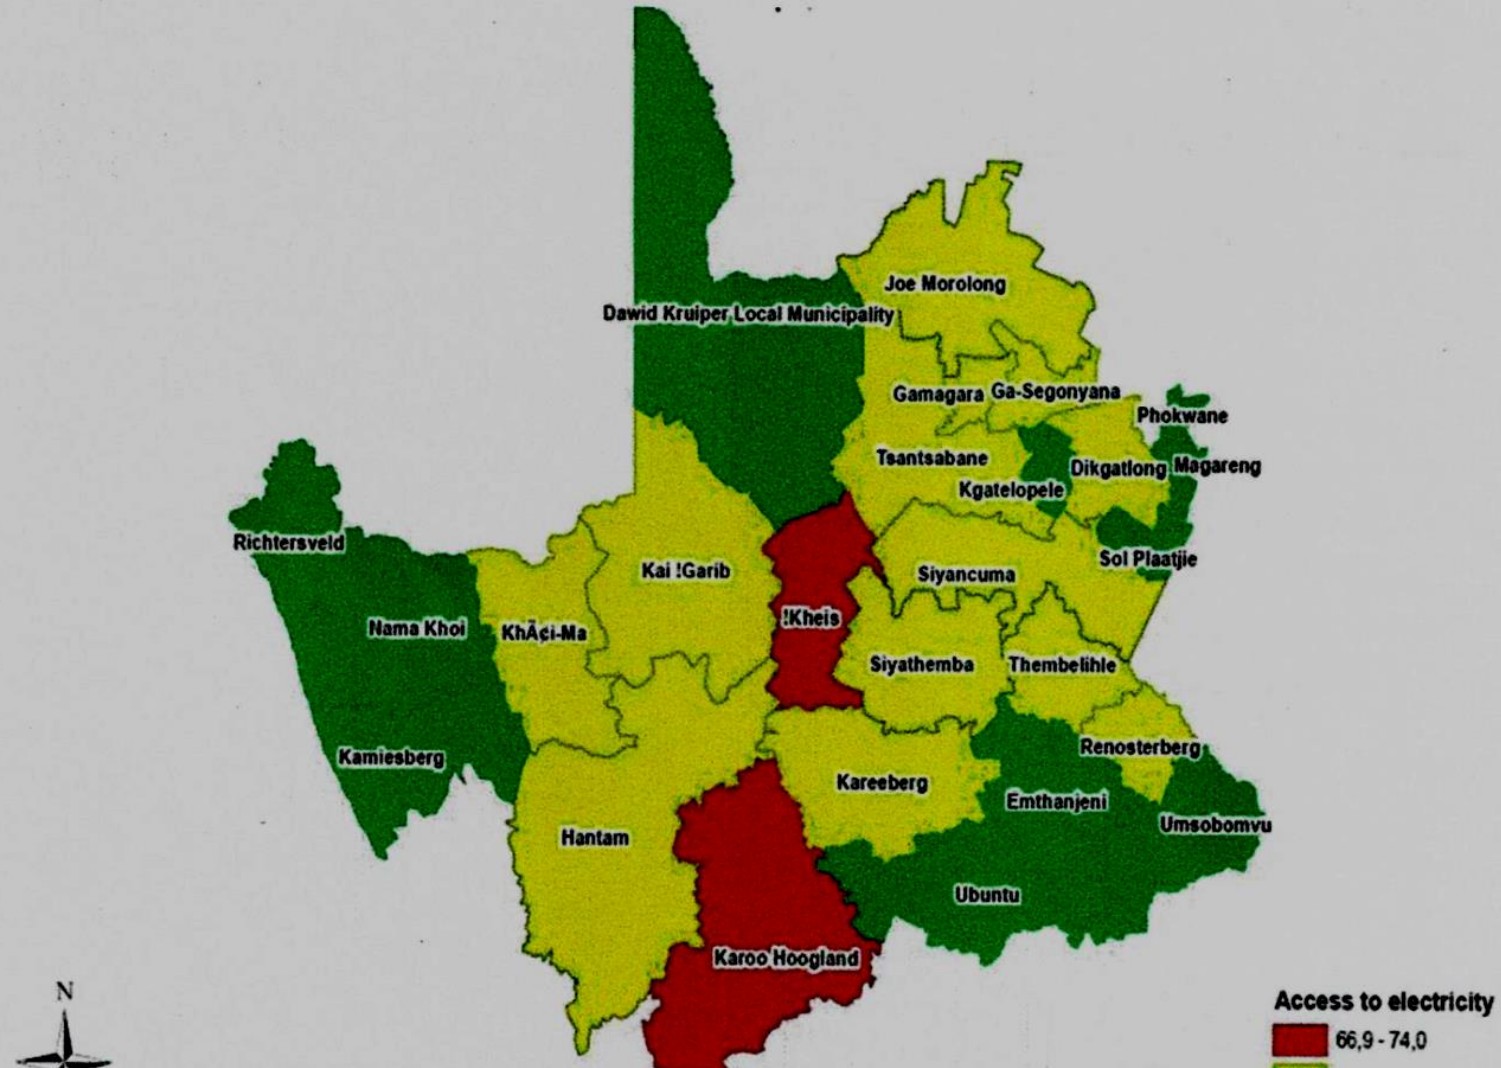 Joe Morolong
Dawid Kruiper Local Municipality
Gamagara
Ga-Segonyana
Phokwane
Tsantsabane
Dikgatlong
Magareng
Kgatelopele
Richtersveld
Sol Plaatjie
Kai !Garib
Siyancuma
!Kheis
Nama Khoi
KhÃ¢i-Ma
Siyathemba
Thembelihle
Renosterberg
Kamiesberg
Kareeberg
Emthanjeni
Umsobomvu
Hantam
Ubuntu
Karoo Hoogland
N
Access to electricity
66,9 - 74,0